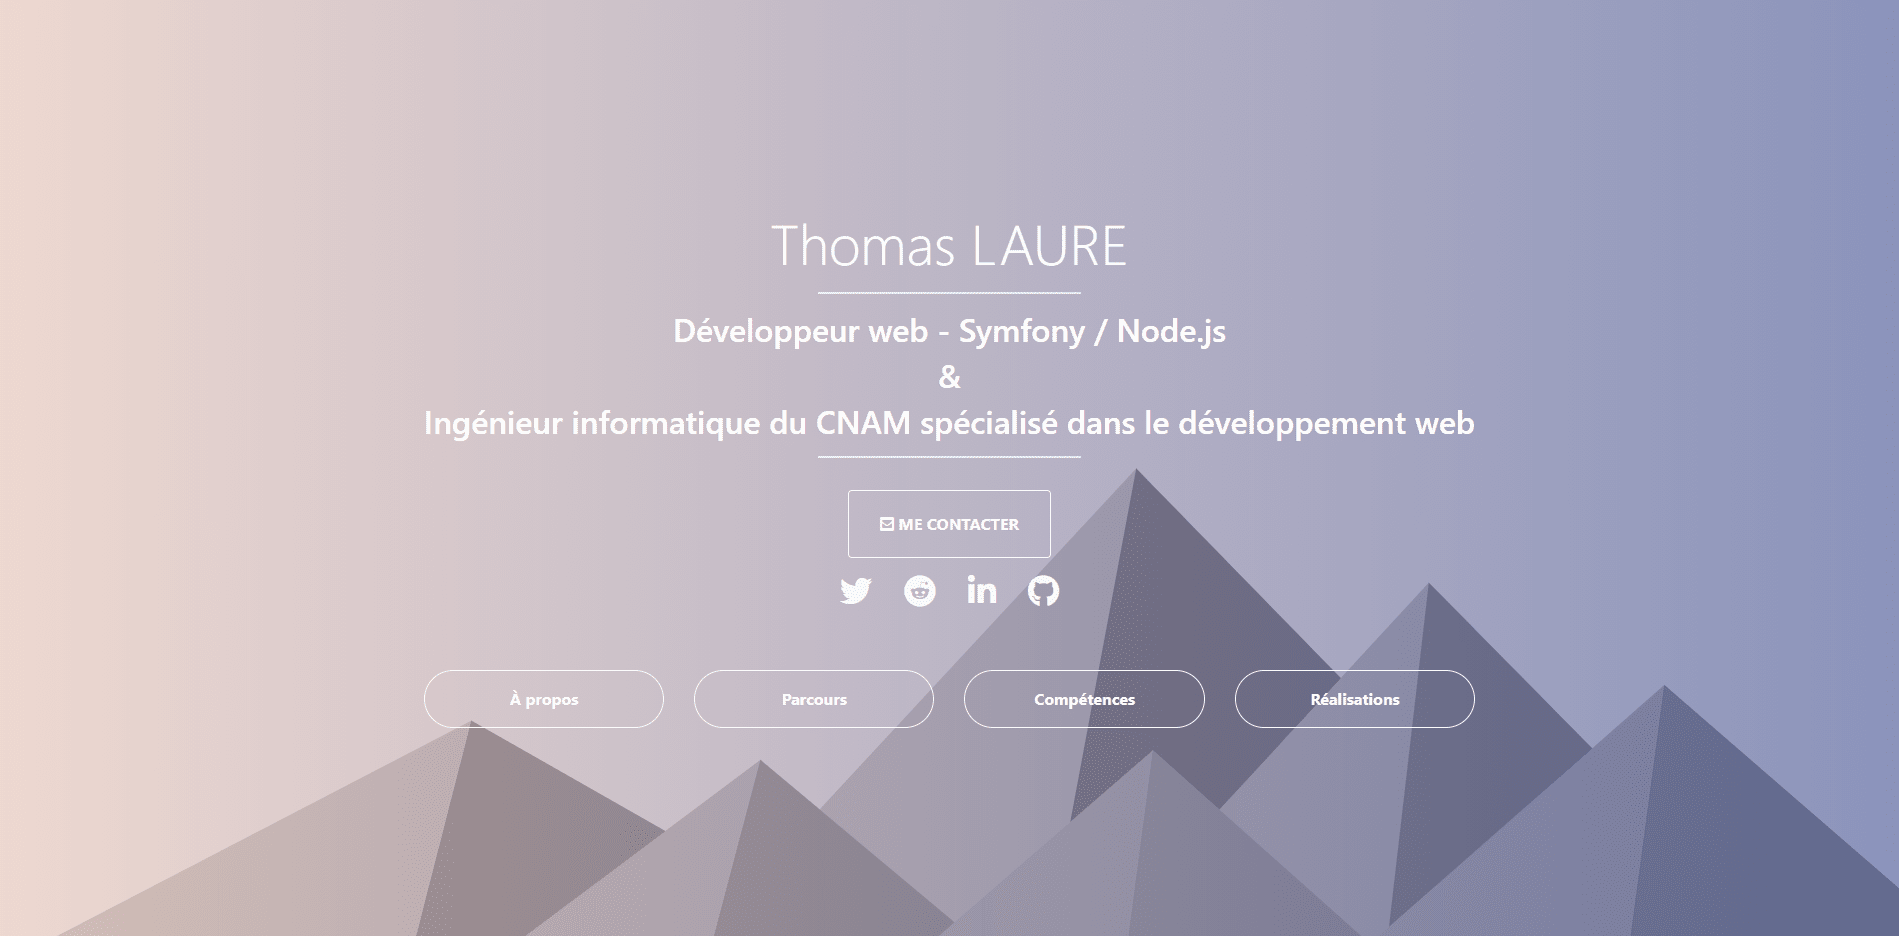 Thomas LAURE
Développeur web - Symfony / Node.js
&
Ingénieur informatique du CNAM spécialisé dans le développement web
ME CONTACTER
À propos
Parcours
Compétences
Réalisations